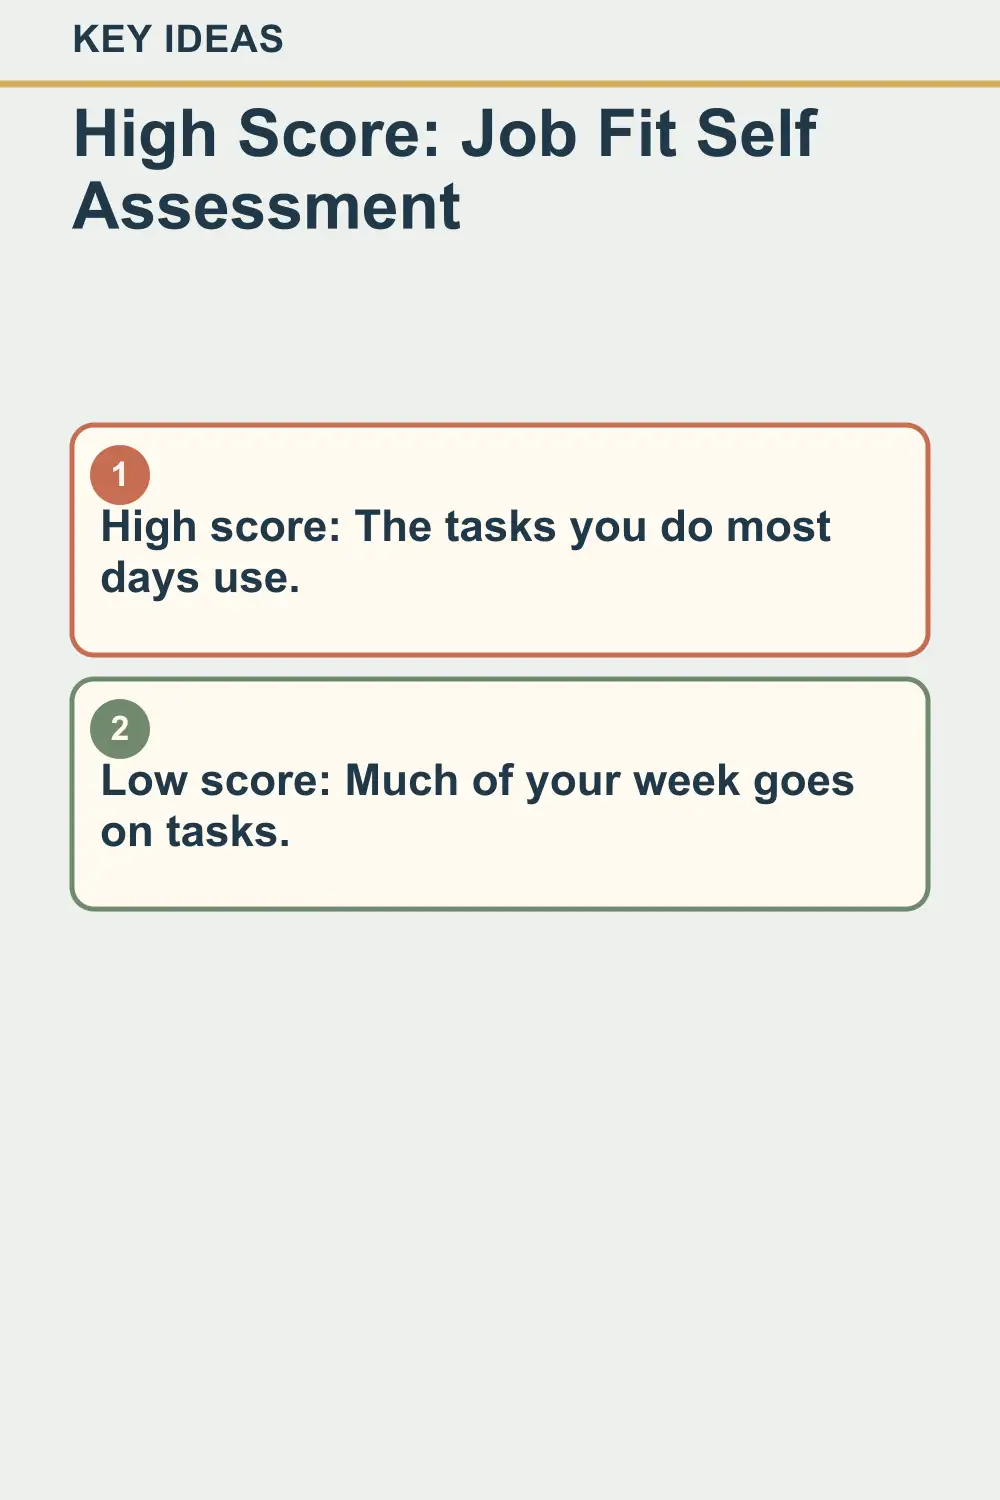 KEY IDEAS
High Score: Job Fit Self
Assessment
1
High score: The tasks you do most
days use.
2
Low score: Much of your week goes
on tasks.